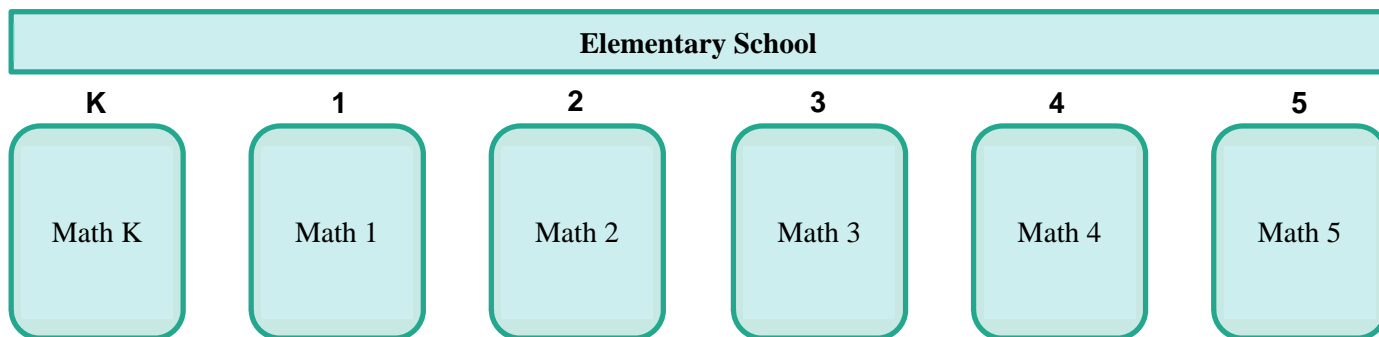 Elementary School
K 1 2 3 4 5
Math K Math 1 Math 2 Math 3 Math 4 Math 5